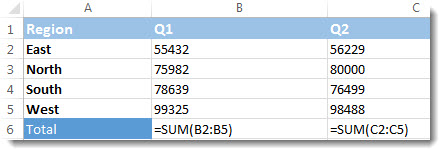 A B C
1 Region Q1 Q2
2 East 55432 56229
3 North 75982 80000
4 South 78639 76499
5 West 99325 98488
6 Total =SUM(B2:B5) =SUM(C2:C5)